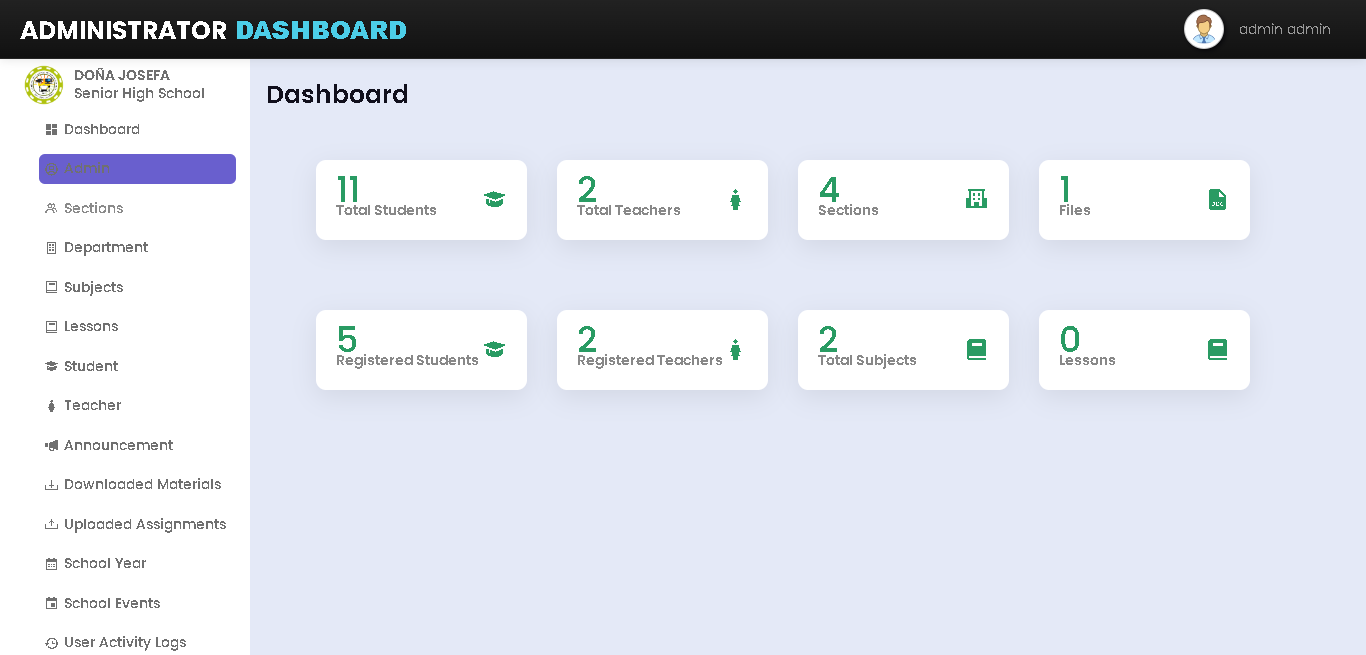 ADMINISTRATOR DASHBOARD
admin admin
DOÑA JOSEFA
Senior High School
Dashboard
Admin
Sections
Department
Subjects
Lessons
Student
Teacher
Announcement
Downloaded Materials
Uploaded Assignments
School Year
School Events
User Activity Logs
Dashboard
11
Total Students
2
Total Teachers
4
Sections
1
Files
5
Registered Students
2
Registered Teachers
2
Total Subjects
0
Lessons